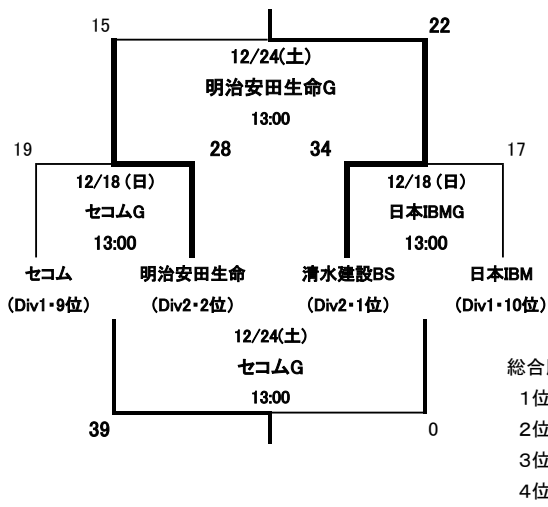 15 22
12/24(土)
明治安田生命G
13:00
19 28 34 17
12/18 (日) 12/18 (日)
セコムG 日本IBMG
13:00 13:00
セコム 明治安田生命 清水建設BS 日本IBM
(Div1・9位) (Div2・2位) (Div2・1位) (Div1・10位)
12/24(土)
セコムG
13:00
39 0
総合
1位
2位
3位
4位